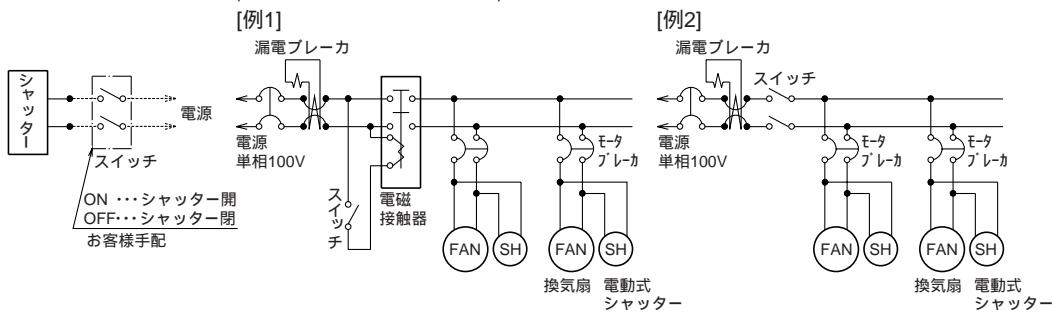 [例1]
[例2]
漏電ブレーカ
漏電ブレーカ
スイッチ
シャッター
電源
スイッチ
ON ・・・シャッター開
OFF・・・シャッター閉
お客様手配
電源
単相100V
スイッチ
電磁
接触器
モータ
ブレーカ
FAN
SH
FAN
SH
換気扇
電動式
シャッター
電源
単相100V
モータ
ブレーカ
モータ
ブレーカ
FAN
SH
FAN
SH
換気扇
電動式
シャッター